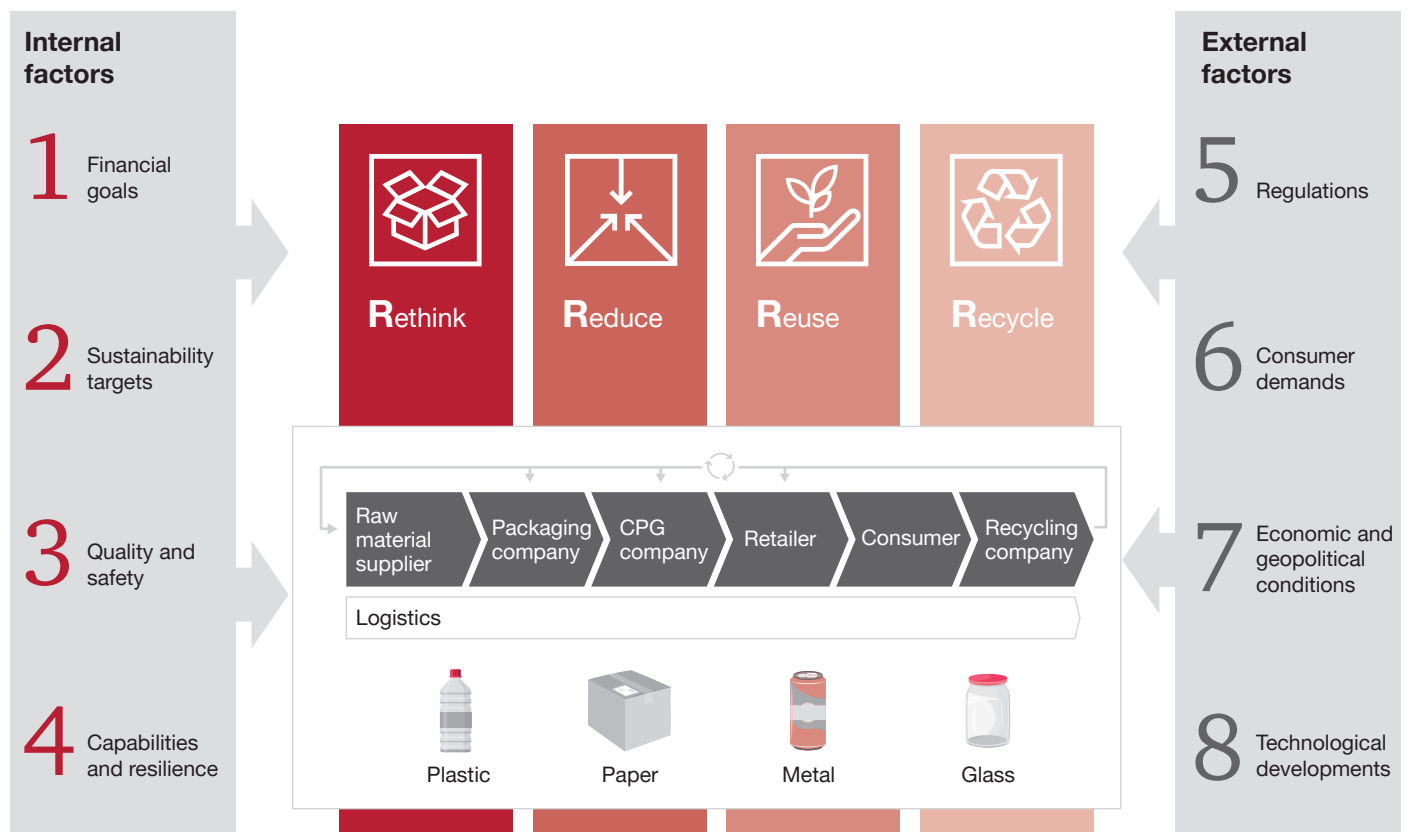 Internal
factors
1
Financial
goals
2
Sustainability
targets
3
Quality and
safety
4
Capabilities
and resilience
Rethink
Reduce
Reuse
Recycle
Raw
material
supplier
Packaging
company
CPG
company
Retailer
Consumer
Recycling
company
Logistics
Plastic
Paper
Metal
Glass
External
factors
5
Regulations
6
Consumer
demands
7
Economic and
geopolitical
conditions
8
Technological
developments